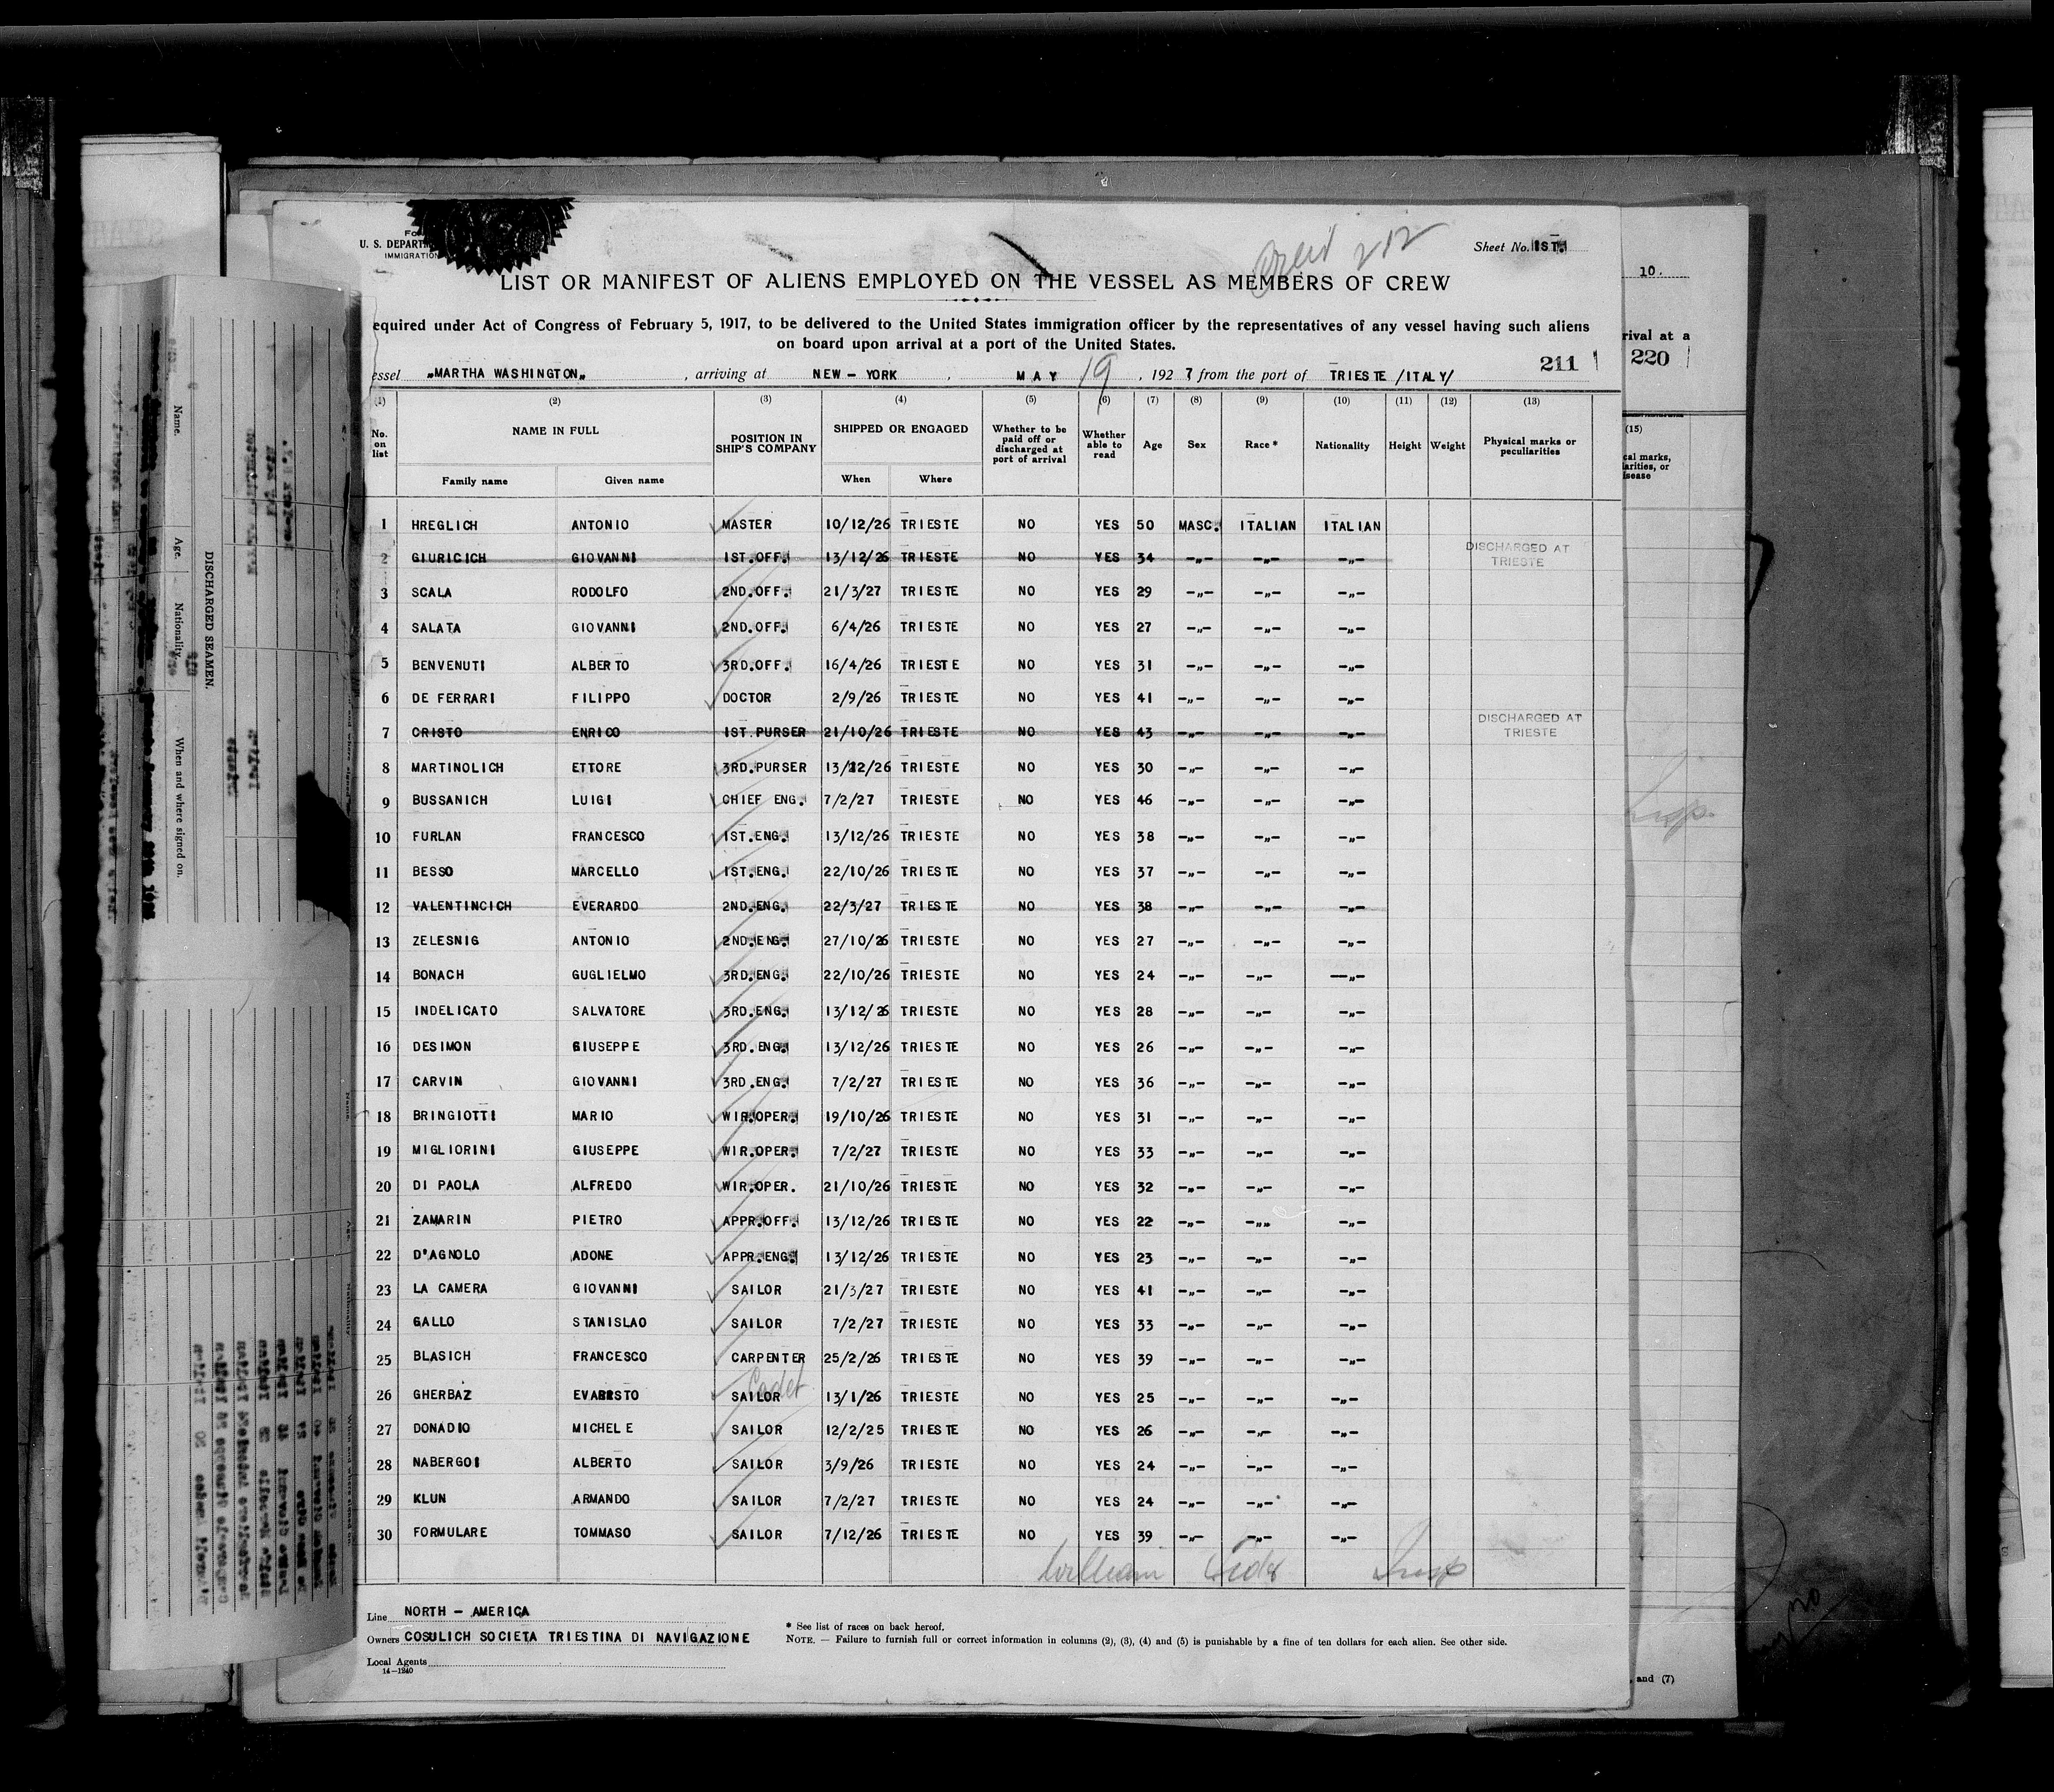 U. S. DEPART
IMMIGRATION
Crew 212
Sheet No. 1ST.
LIST OR MANIFEST OF ALIENS EMPLOYED ON THE VESSEL AS MEMBERS OF CREW
equired under Act of Congress of February 5, 1917, to be delivered to the United States immigration officer by the representatives of any vessel having such aliens
on board upon arrival at a port of the United States.
211
essel „MARTHA WASHINGTON„ , arriving at NEW - YORK , MAY 19 , 1927 from the port of TRIESTE /ITALY/
(1) (2) (3) (4) (5) (6) (7) (8) (9) (10) (11) (12) (13)
No. on list NAME IN FULL POSITION IN SHIP'S COMPANY SHIPPED OR ENGAGED Whether to be paid off or discharged at port of arrival Whether able to read Age Sex Race * Nationality Height Weight Physical marks or peculiarities
Family name Given name When Where
1 HREGLICH ANTONIO MASTER 10/12/26 TRIESTE NO YES 50 MASC. ITALIAN ITALIAN
2 GIURICICH GIOVANNI 1ST.OFF. 13/12/26 TRIESTE NO YES 34 -„- -„- -„- DISCHARGED AT TRIESTE
3 SCALA RODOLFO 2ND.OFF. 21/3/27 TRIESTE NO YES 29 -„- -„- -„-
4 SALATA GIOVANNI 2ND.OFF. 6/4/26 TRIESTE NO YES 27 -„- -„- -„-
5 BENVENUTI ALBERTO 3RD.OFF. 16/4/26 TRIESTE NO YES 31 -„- -„- -„-
6 DE FERRARI FILIPPO DOCTOR 2/9/26 TRIESTE NO YES 41 -„- -„- -„-
7 CRISTO ENRICO 1ST.PURSER 21/10/26 TRIESTE NO YES 43 -„- -„- -„- DISCHARGED AT TRIESTE
8 MARTINOLICH ETTORE 3RD.PURSER 13/12/26 TRIESTE NO YES 30 -„- -„- -„-
9 BUSSANICH LUIGI CHIEF ENG. 7/2/27 TRIESTE NO YES 46 -„- -„- -„-
10 FURLAN FRANCESCO 1ST.ENG. 13/12/26 TRIESTE NO YES 38 -„- -„- -„-
11 BESSO MARCELLO 1ST.ENG. 22/10/26 TRIESTE NO YES 37 -„- -„- -„-
12 VALENTINCICH EVERARDO 2ND.ENG. 22/3/27 TRIESTE NO YES 38 -„- -„- -„-
13 ZELESNIG ANTONIO 2ND.ENG. 27/10/26 TRIESTE NO YES 27 -„- -„- -„-
14 BONACH GUGLIELMO 3RD.ENG. 22/10/26 TRIESTE NO YES 24 -„- -„- -„-
15 INDELICATO SALVATORE 3RD.ENG. 13/12/26 TRIESTE NO YES 28 -„- -„- -„-
16 DESIMON GIUSEPPE 3RD.ENG. 13/12/26 TRIESTE NO YES 26 -„- -„- -„-
17 CARVIN GIOVANNI 3RD.ENG. 7/2/27 TRIESTE NO YES 36 -„- -„- -„-
18 BRINGIOTTI MARIO WIR.OPER. 19/10/26 TRIESTE NO YES 31 -„- -„- -„-
19 MIGLIORINI GIUSEPPE WIR.OPER. 7/2/27 TRIESTE NO YES 33 -„- -„- -„-
20 DI PAOLA ALFREDO WIR.OPER. 21/10/26 TRIESTE NO YES 32 -„- -„- -„-
21 ZAMARIN PIETRO APPR.OFF. 13/12/26 TRIESTE NO YES 22 -„- -„„ -„-
22 D'AGNOLO ADONE APPR.ENG. 13/12/26 TRIESTE NO YES 23 -„- -„- -„-
23 LA CAMERA GIOVANNI SAILOR 21/3/27 TRIESTE NO YES 41 -„- -„- -„-
24 GALLO STANISLAO SAILOR 7/2/27 TRIESTE NO YES 33 -„- -„- -„-
25 BLASICH FRANCESCO CARPENTER 25/2/26 TRIESTE NO YES 39 -„- -„- -„-
Cadet
26 GHERBAZ EVARISTO SAILOR 13/1/26 TRIESTE NO YES 25 -„- -„- -„-
27 DONADIO MICHELE SAILOR 12/2/25 TRIESTE NO YES 26 -„- -„- -„-
28 NABERGOI ALBERTO SAILOR 3/9/26 TRIESTE NO YES 24 -„- -„- -„-
29 KLUN ARMANDO SAILOR 7/2/27 TRIESTE NO YES 24 -„- -„- -„-
30 FORMULARE TOMMASO SAILOR 7/12/26 TRIESTE NO YES 39 -„- -„- -„-
William Insp
Line NORTH - AMERICA
Owners COSULICH SOCIETA TRIESTINA DI NAVIGAZIONE
Local Agents
14-1240
* See list of races on back hereof.
NOTE. — Failure to furnish full or correct information in columns (2), (3), (4) and (5) is punishable by a fine of ten dollars for each alien. See other side.
10.
rival at a
220
(15)
cal marks,
larities, or
isease
Insp.
, and (7)
DISCHARGED SEAMEN.
Name. Age. Nationality. When and where signed on.